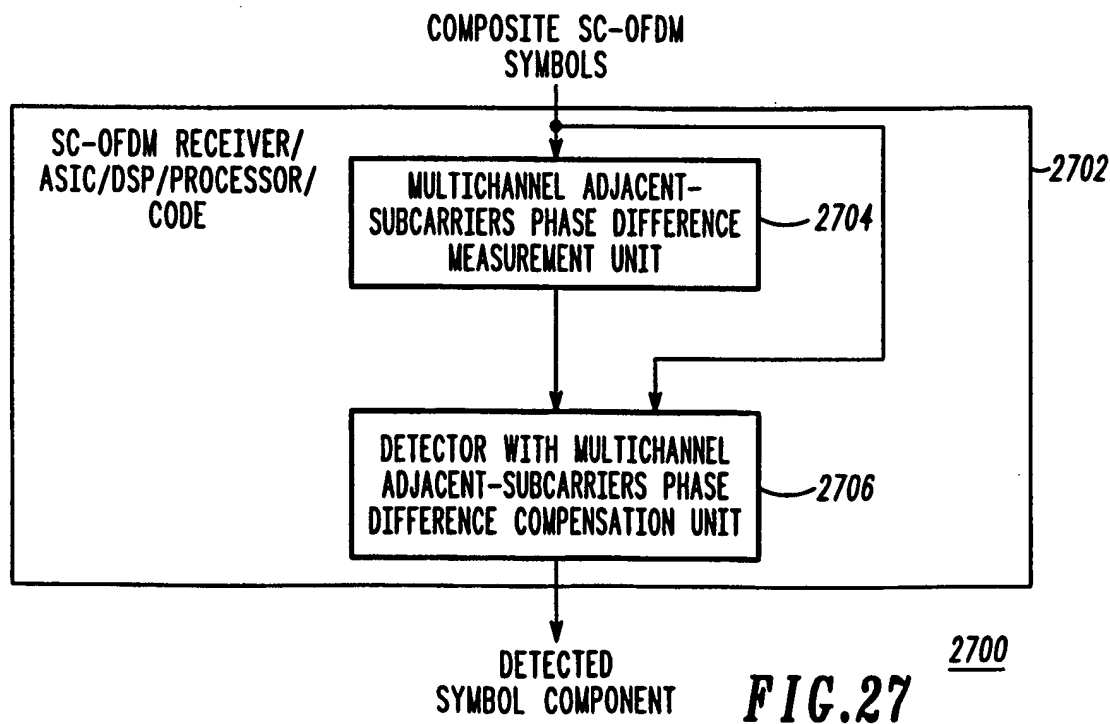 COMPOSITE SC-OFDM
SYMBOLS
SC-OFDM RECEIVER/
ASIC/DSP/PROCESSOR/
CODE
2702
MULTICHANNEL ADJACENT-
SUBCARRIERS PHASE DIFFERENCE
MEASUREMENT UNIT
2704
DETECTOR WITH MULTICHANNEL
ADJACENT-SUBCARRIERS PHASE
DIFFERENCE COMPENSATION UNIT
2706
DETECTED
SYMBOL COMPONENT
2700
FIG.27